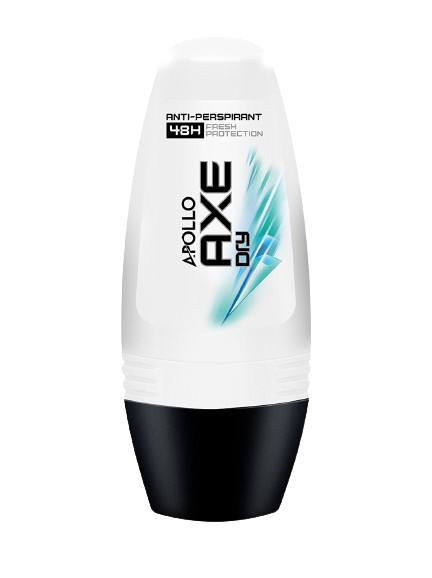 ANTI-PERSPIRANT
48H FRESH
PROTECTION
APOLLO
AXE
Dry